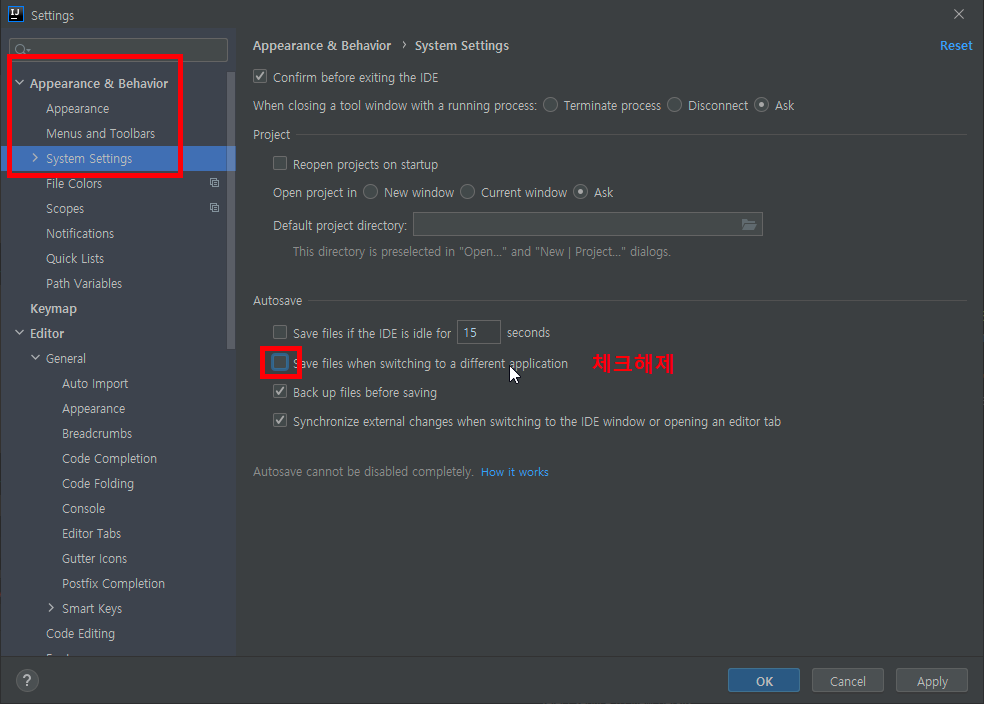 IJ Settings
Appearance & Behavior
Appearance
Menus and Toolbars
System Settings
File Colors
Scopes
Notifications
Quick Lists
Path Variables
Keymap
Editor
General
Auto Import
Appearance
Breadcrumbs
Code Completion
Code Folding
Console
Editor Tabs
Gutter Icons
Postfix Completion
Smart Keys
Code Editing
Appearance & Behavior › System Settings Reset
Confirm before exiting the IDE
When closing a tool window with a running process: Terminate process Disconnect Ask
Project
Reopen projects on startup
Open project in New window Current window Ask
Default project directory:
This directory is preselected in "Open..." and "New | Project..." dialogs.
Autosave
Save files if the IDE is idle for 15 seconds
Save files when switching to a different application 체크해제
Back up files before saving
Synchronize external changes when switching to the IDE window or opening an editor tab
Autosave cannot be disabled completely. How it works
? OK Cancel Apply